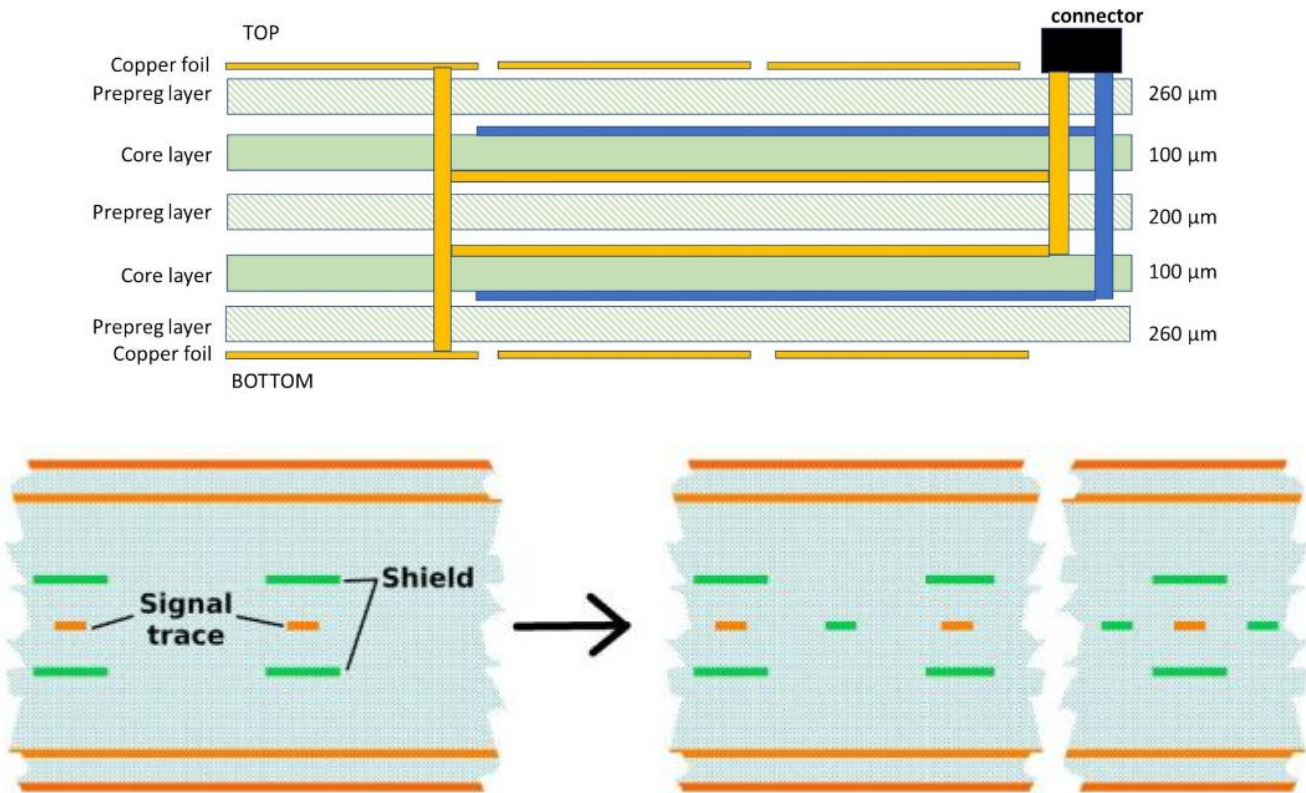 connector
TOP
Copper foil
Prepreg layer 260 µm
Core layer 100 µm
Prepreg layer 200 µm
Core layer 100 µm
Prepreg layer 260 µm
Copper foil
BOTTOM
Shield
Signal
trace